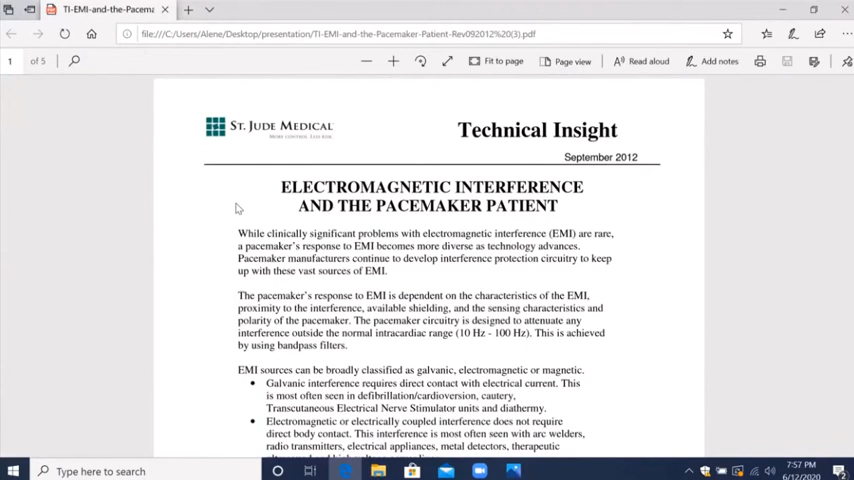 TI-EMI-and-the-Pacema
file:///C:/Users/Alene/Desktop/presentation/TI-EMI-and-the-Pacemaker-Patient-Rev092012%20(3).pdf
1 of 5 Fit to page Page view Read aloud Add notes
ST. JUDE MEDICAL
MORE CONTROL. LESS RISK.
Technical Insight
September 2012
ELECTROMAGNETIC INTERFERENCE
AND THE PACEMAKER PATIENT
While clinically significant problems with electromagnetic interference (EMI) are rare,
a pacemaker's response to EMI becomes more diverse as technology advances.
Pacemaker manufacturers continue to develop interference protection circuitry to keep
up with these vast sources of EMI.
The pacemaker's response to EMI is dependent on the characteristics of the EMI,
proximity to the interference, available shielding, and the sensing characteristics and
polarity of the pacemaker. The pacemaker circuitry is designed to attenuate any
interference outside the normal intracardiac range (10 Hz - 100 Hz). This is achieved
by using bandpass filters.
EMI sources can be broadly classified as galvanic, electromagnetic or magnetic.
• Galvanic interference requires direct contact with electrical current. This
is most often seen in defibrillation/cardioversion, cautery,
Transcutaneous Electrical Nerve Stimulator units and diathermy.
• Electromagnetic or electrically coupled interference does not require
direct body contact. This interference is most often seen with arc welders,
radio transmitters, electrical appliances, metal detectors, therapeutic
Type here to search
7:57 PM
6/12/2020
2